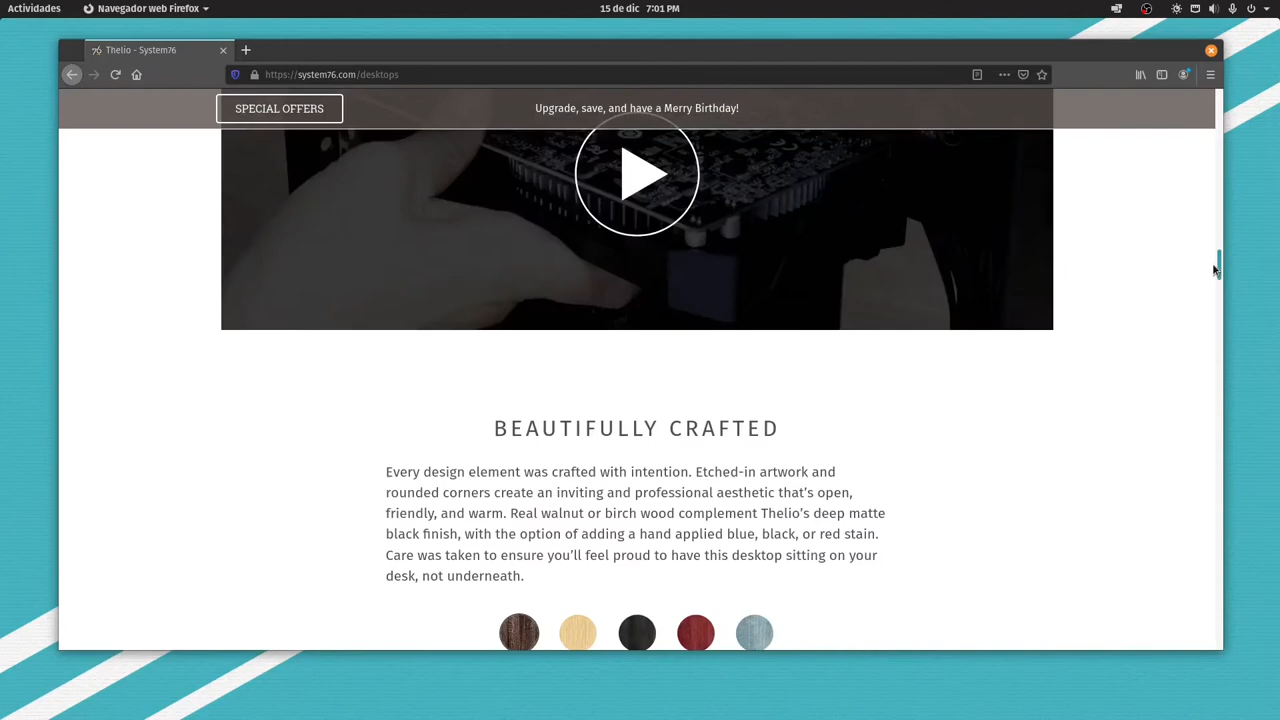 Actividades
Navegador web Firefox
15 de dic 7:01 PM
Thelio - System76
https://system76.com/desktops
SPECIAL OFFERS
Upgrade, save, and have a Merry Birthday!
BEAUTIFULLY CRAFTED
Every design element was crafted with intention. Etched-in artwork and
rounded corners create an inviting and professional aesthetic that's open,
friendly, and warm. Real walnut or birch wood complement Thelio's deep matte
black finish, with the option of adding a hand applied blue, black, or red stain.
Care was taken to ensure you'll feel proud to have this desktop sitting on your
desk, not underneath.